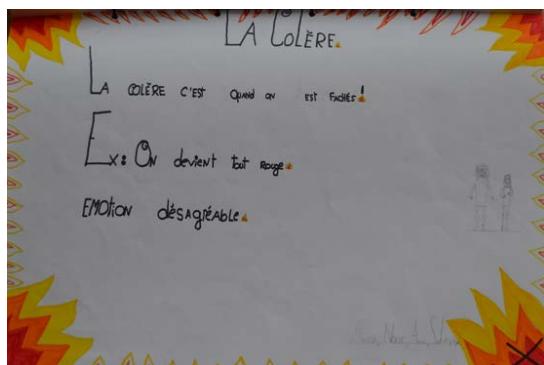 LA COLÈRE.
LA COLÈRE C'EST QUAND ON EST FACHÉS!
Ex: ON devient tout ROUGE.
EMOTION désAgréAble.